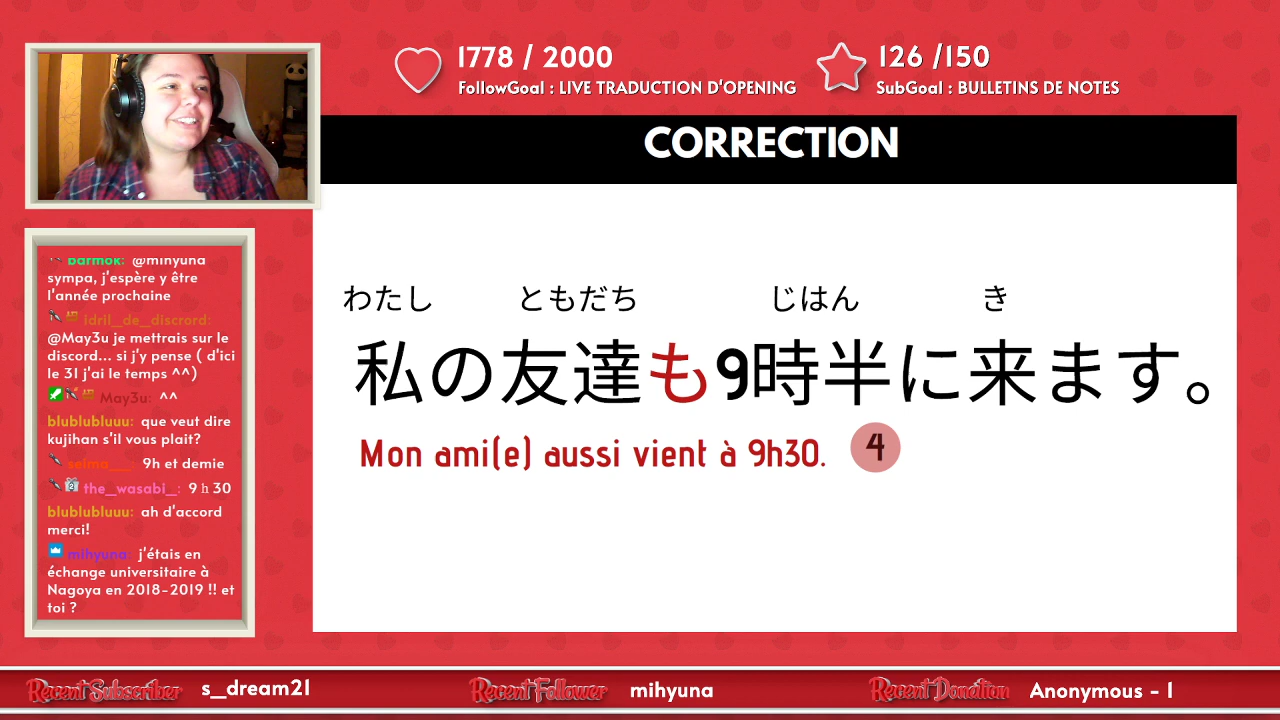 1778 / 2000
FollowGoal : LIVE TRADUCTION D'OPENING
126 /150
SubGoal : BULLETINS DE NOTES
CORRECTION
わたし ともだち じはん き
私の友達も9時半に来ます。
Mon ami(e) aussi vient à 9h30. 4
barmok: @mihyuna
sympa, j'espère y être
l'année prochaine
idril_de_discrord:
@May3u je mettrais sur le
discord... si j'y pense ( d'ici
le 31 j'ai le temps ^^)
May3u: ^^
blublubluuu: que veut dire
kujihan s'il vous plait?
selma___: 9h et demie
the_wasabi_: 9 h 30
blublubluuu: ah d'accord
merci!
mihyuna: j'étais en
échange universitaire à
Nagoya en 2018-2019 !! et
toi ?
Recent Subscriber s_dream21
Recent Follower mihyuna
Recent Donation Anonymous - 1